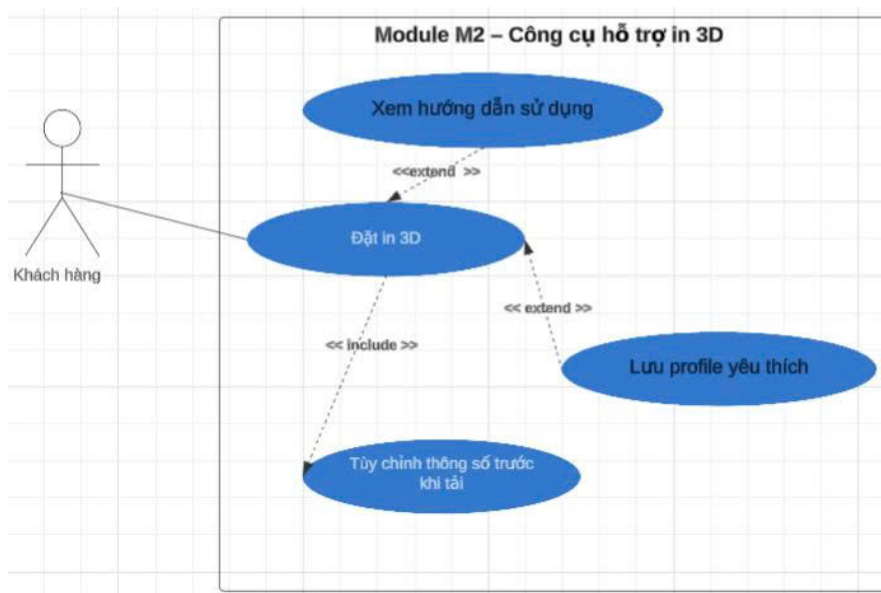 Module M2 – Công cụ hỗ trợ in 3D
Xem hướng dẫn sử dụng
<<extend >>
Đặt in 3D
Khách hàng
<< extend >>
<< include >>
Lưu profile yêu thích
Tùy chỉnh thông số trước
khi tải